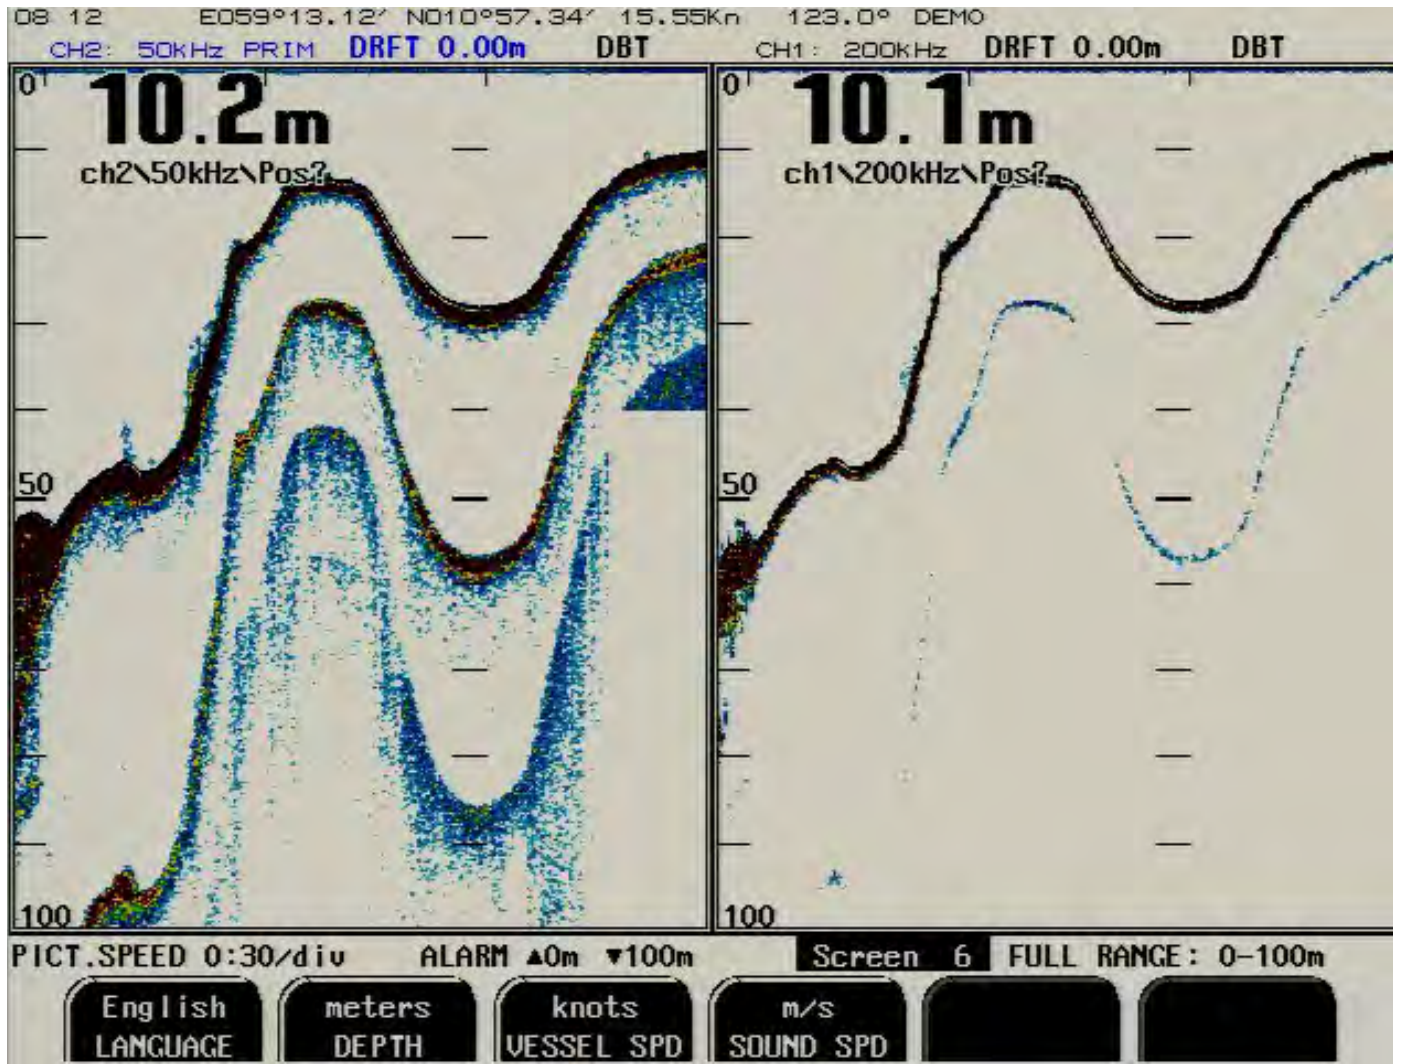 08 12 E059°13.12' N010°57.34' 15.55Kn 123.0° DEMO
CH2: 50kHz PRIM DRFT 0.00m DBT CH1: 200kHz DRFT 0.00m DBT
0 10.2m 0 10.1m
ch2\50kHz\Pos? ch1\200kHz\Pos?
50 50
100 100
PICT.SPEED 0:30/div ALARM ▲0m ▼100m Screen 6 FULL RANGE: 0-100m
English meters knots m/s
LANGUAGE DEPTH VESSEL SPD SOUND SPD